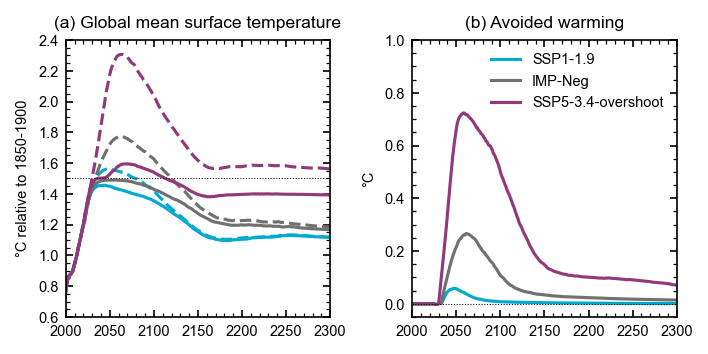 (a) Global mean surface temperature
°C relative to 1850-1900
2.4
2.2
2.0
1.8
1.6
1.4
1.2
1.0
0.8
0.6
2000 2050 2100 2150 2200 2250 2300
(b) Avoided warming
SSP1-1.9
IMP-Neg
SSP5-3.4-overshoot
°C
1.0
0.8
0.6
0.4
0.2
0.0
2000 2050 2100 2150 2200 2250 2300